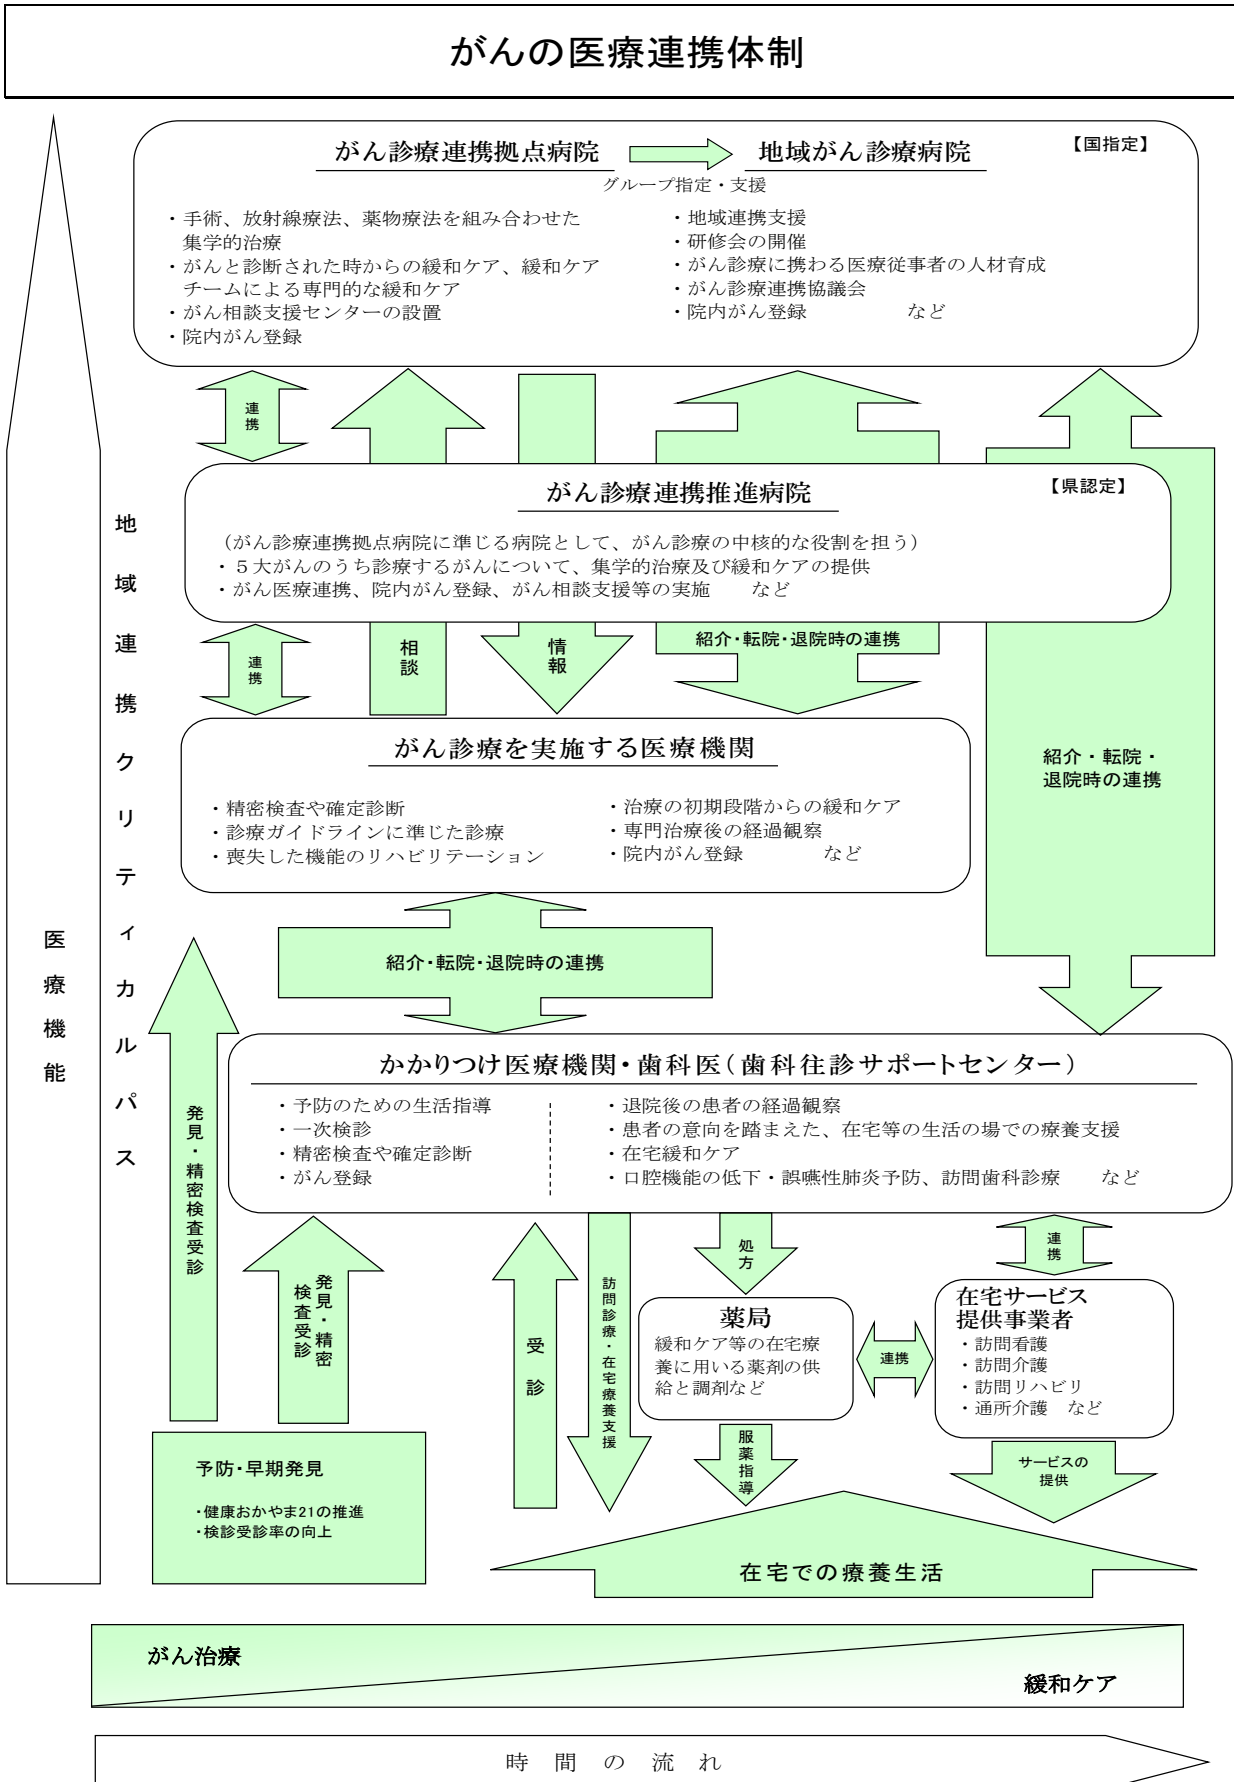 がんの医療連携体制
がん診療連携拠点病院
地域がん診療病院
【国指定】
グループ指定・支援
・手術、放射線療法、薬物療法を組み合わせた
集学的治療
・がんと診断された時からの緩和ケア、緩和ケア
チームによる専門的な緩和ケア
・がん相談支援センターの設置
・院内がん登録
・地域連携支援
・研修会の開催
・がん診療に携わる医療従事者の人材育成
・がん診療連携協議会
・院内がん登録　　　　　など
連携
がん診療連携推進病院
【県認定】
（がん診療連携拠点病院に準じる病院として、がん診療の中核的な役割を担う）
・５大がんのうち診療するがんについて、集学的治療及び緩和ケアの提供
・がん医療連携、院内がん登録、がん相談支援等の実施　　など
連携
相談
情報
紹介・転院・退院時の連携
紹介・転院・
退院時の連携
がん診療を実施する医療機関
・精密検査や確定診断
・診療ガイドラインに準じた診療
・喪失した機能のリハビリテーション
・治療の初期段階からの緩和ケア
・専門治療後の経過観察
・院内がん登録　　　　など
紹介・転院・退院時の連携
医療機能
地域連携クリティカルパス
かかりつけ医療機関・歯科医（歯科往診サポートセンター）
・予防のための生活指導
・一次検診
・精密検査や確定診断
・がん登録
・退院後の患者の経過観察
・患者の意向を踏まえた、在宅等の生活の場での療養支援
・在宅緩和ケア
・口腔機能の低下・誤嚥性肺炎予防、訪問歯科診療　　など
発見・精密検査受診
発見・精密
検査受診
受診
訪問診療・在宅療養支援
処方
連携
薬局
緩和ケア等の在宅療
養に用いる薬剤の供
給と調剤など
連携
在宅サービス
提供事業者
・訪問看護
・訪問介護
・訪問リハビリ
・通所介護　など
服薬指導
サービスの
提供
予防・早期発見
・健康おかやま21の推進
・検診受診率の向上
在宅での療養生活
がん治療
緩和ケア
時間の流れ